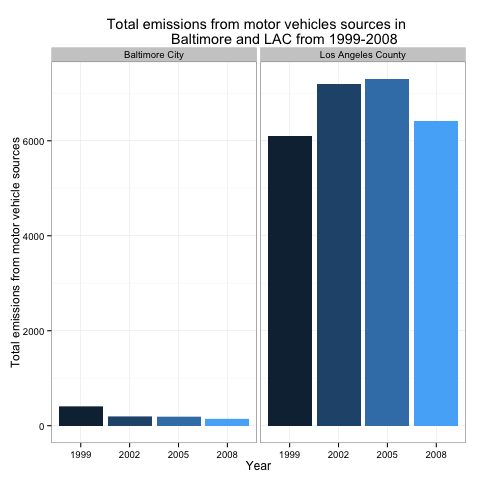 Total emissions from motor vehicles sources in
Baltimore and LAC from 1999-2008
Baltimore City
Los Angeles County
Total emissions from motor vehicle sources
6000
4000
2000
0
1999 2002 2005 2008
1999 2002 2005 2008
Year